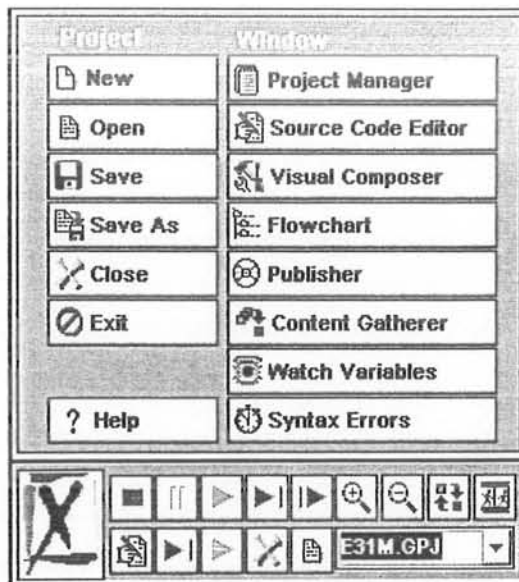 Project
Window
New
Project Manager
Open
Source Code Editor
Save
Visual Composer
Save As
Flowchart
Close
Publisher
Exit
Content Gatherer
Watch Variables
? Help
Syntax Errors
E31M.GPJ